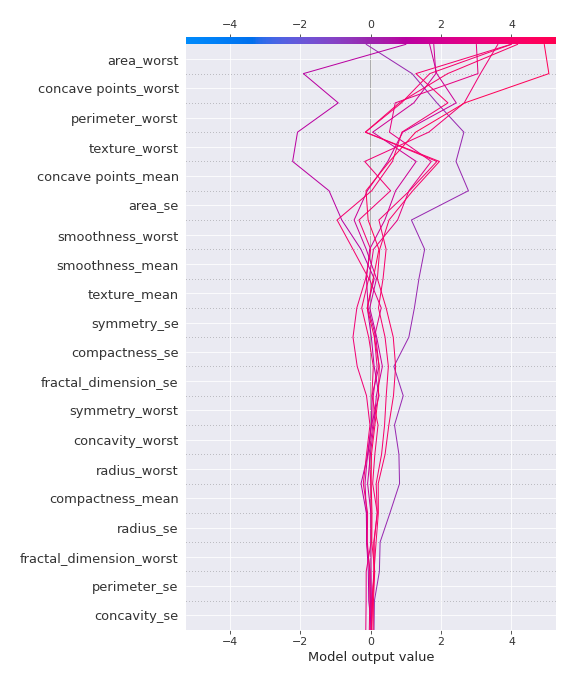 −4 −2 0 2 4
area_worst
concave points_worst
perimeter_worst
texture_worst
concave points_mean
area_se
smoothness_worst
smoothness_mean
texture_mean
symmetry_se
compactness_se
fractal_dimension_se
symmetry_worst
concavity_worst
radius_worst
compactness_mean
radius_se
fractal_dimension_worst
perimeter_se
concavity_se
−4 −2 0 2 4
Model output value